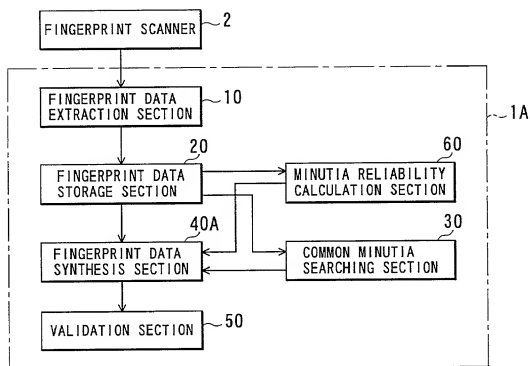 FINGERPRINT SCANNER
2
FINGERPRINT DATA
EXTRACTION SECTION
10
1A
FINGERPRINT DATA
STORAGE SECTION
20
MINUTIA RELIABILITY
CALCULATION SECTION
60
FINGERPRINT DATA
SYNTHESIS SECTION
40A
COMMON MINUTIA
SEARCHING SECTION
30
VALIDATION SECTION
50